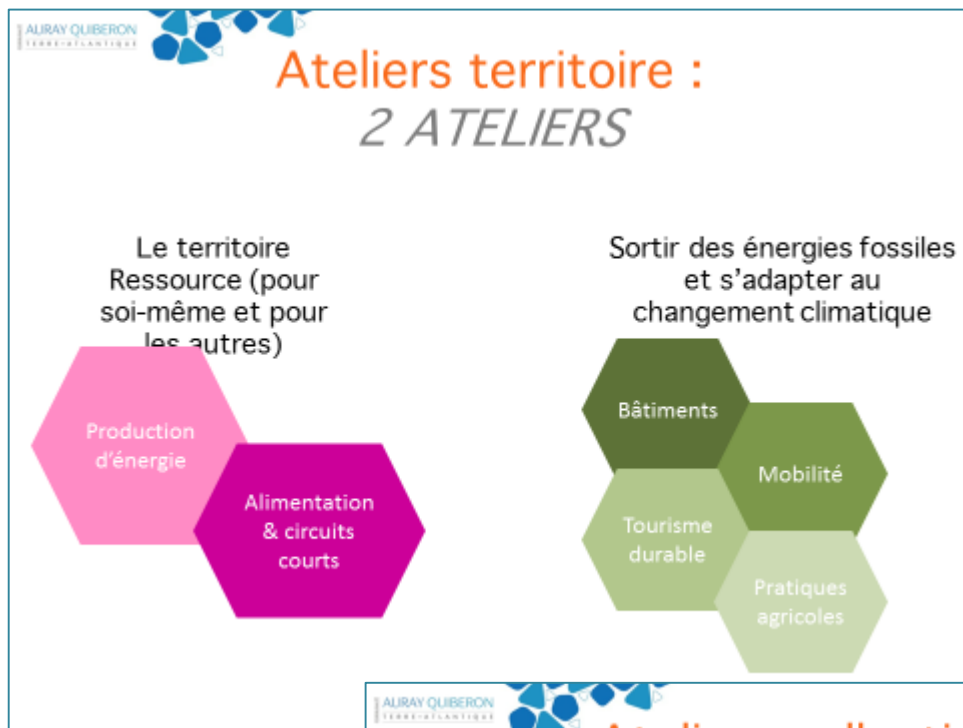 AURAY QUIBERON
TERRE-ATLANTIQUE
Ateliers territoire :
2 ATELIERS
Le territoire
Ressource (pour
soi-même et pour
les autres)
Production
d'énergie
Alimentation
& circuits
courts
Sortir des énergies fossiles
et s'adapter au
changement climatique
Bâtiments
Mobilité
Tourisme
durable
Pratiques
agricoles
AURAY QUIBERON
TERRE-ATLANTIQUE